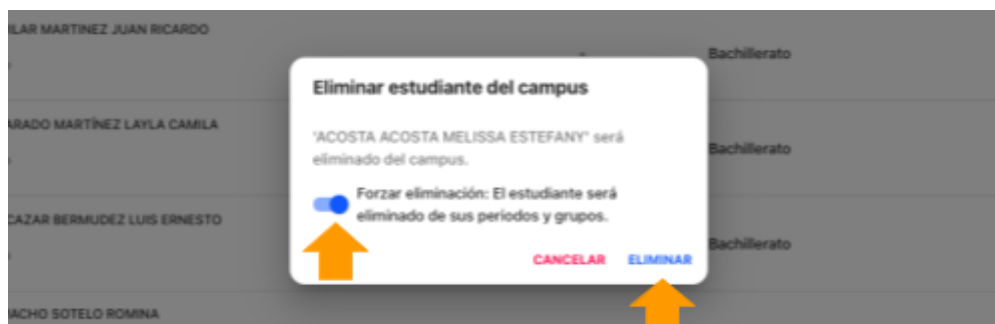 ILAR MARTINEZ JUAN RICARDO
Bachillerato
Eliminar estudiante del campus
ARADO MARTÍNEZ LAYLA CAMILA
"ACOSTA ACOSTA MELISSA ESTEFANY" será
eliminado del campus.
Bachillerato
Forzar eliminación: El estudiante será
eliminado de sus periodos y grupos.
CAZAR BERMUDEZ LUIS ERNESTO
Bachillerato
CANCELAR ELIMINAR
ACHO SOTELO ROMINA